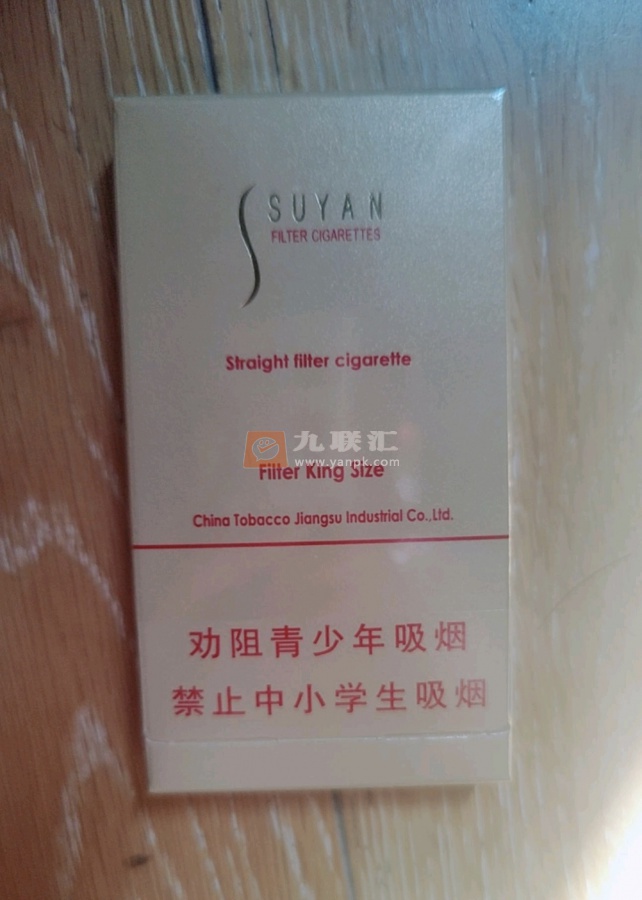 SUYAN
FILTER CIGARETTES
Straight filter cigarette
九联汇
www.yanpk.com
Filter King Size
China Tobacco Jiangsu Industrial Co.,Ltd.
劝阻青少年吸烟
禁止中小学生吸烟